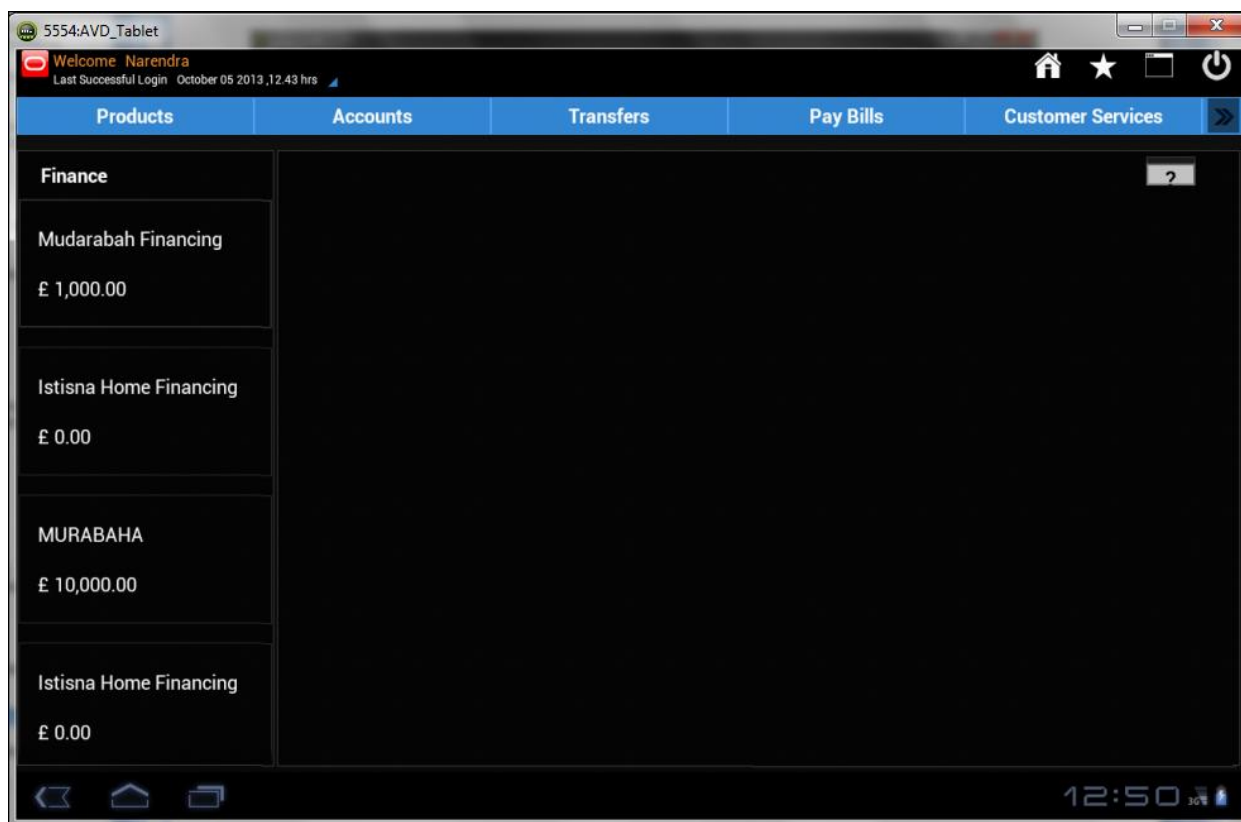 5554:AVD_Tablet
Welcome Narendra
Last Successful Login October 05 2013 ,12.43 hrs
Products Accounts Transfers Pay Bills Customer Services
Finance
?
Mudarabah Financing
£ 1,000.00
Istisna Home Financing
£ 0.00
MURABAHA
£ 10,000.00
Istisna Home Financing
£ 0.00
12:50 3G